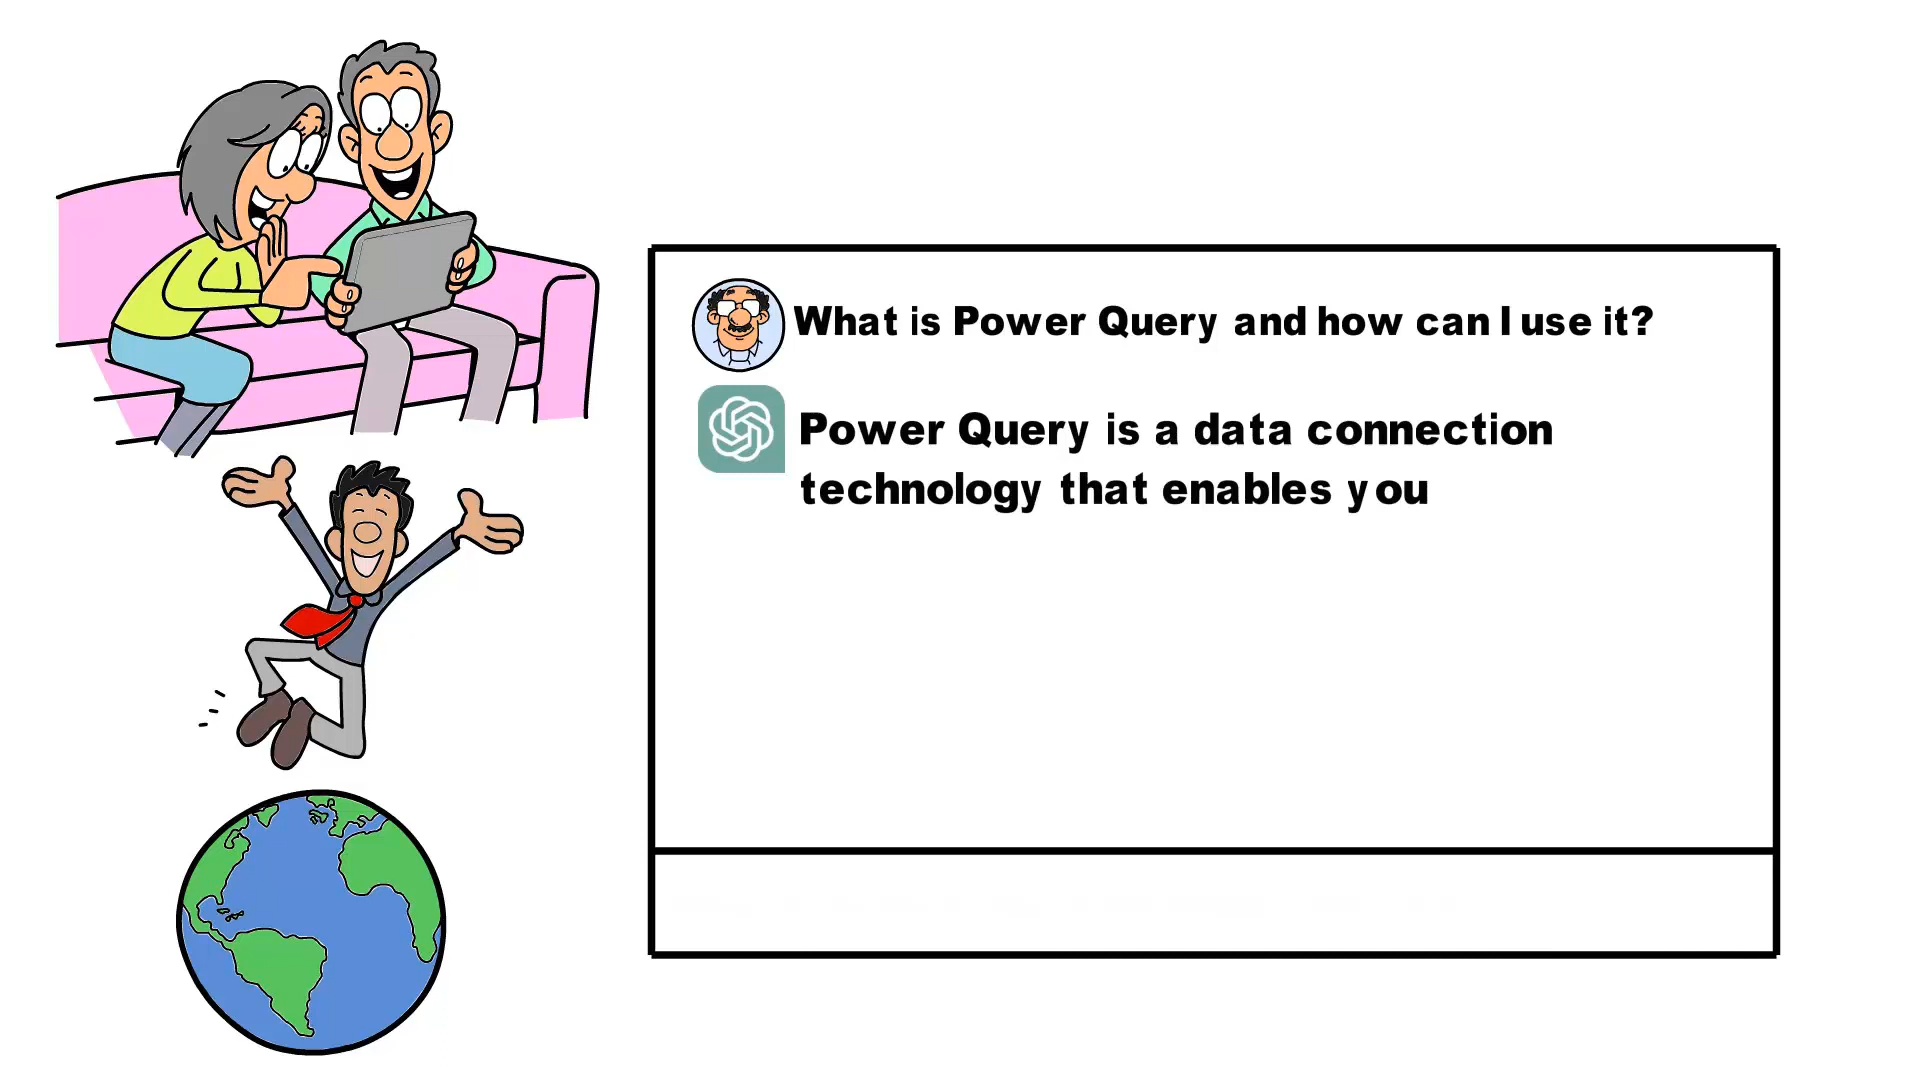 What is Power Query and how can I use it?
Power Query is a data connection
technology that enables you